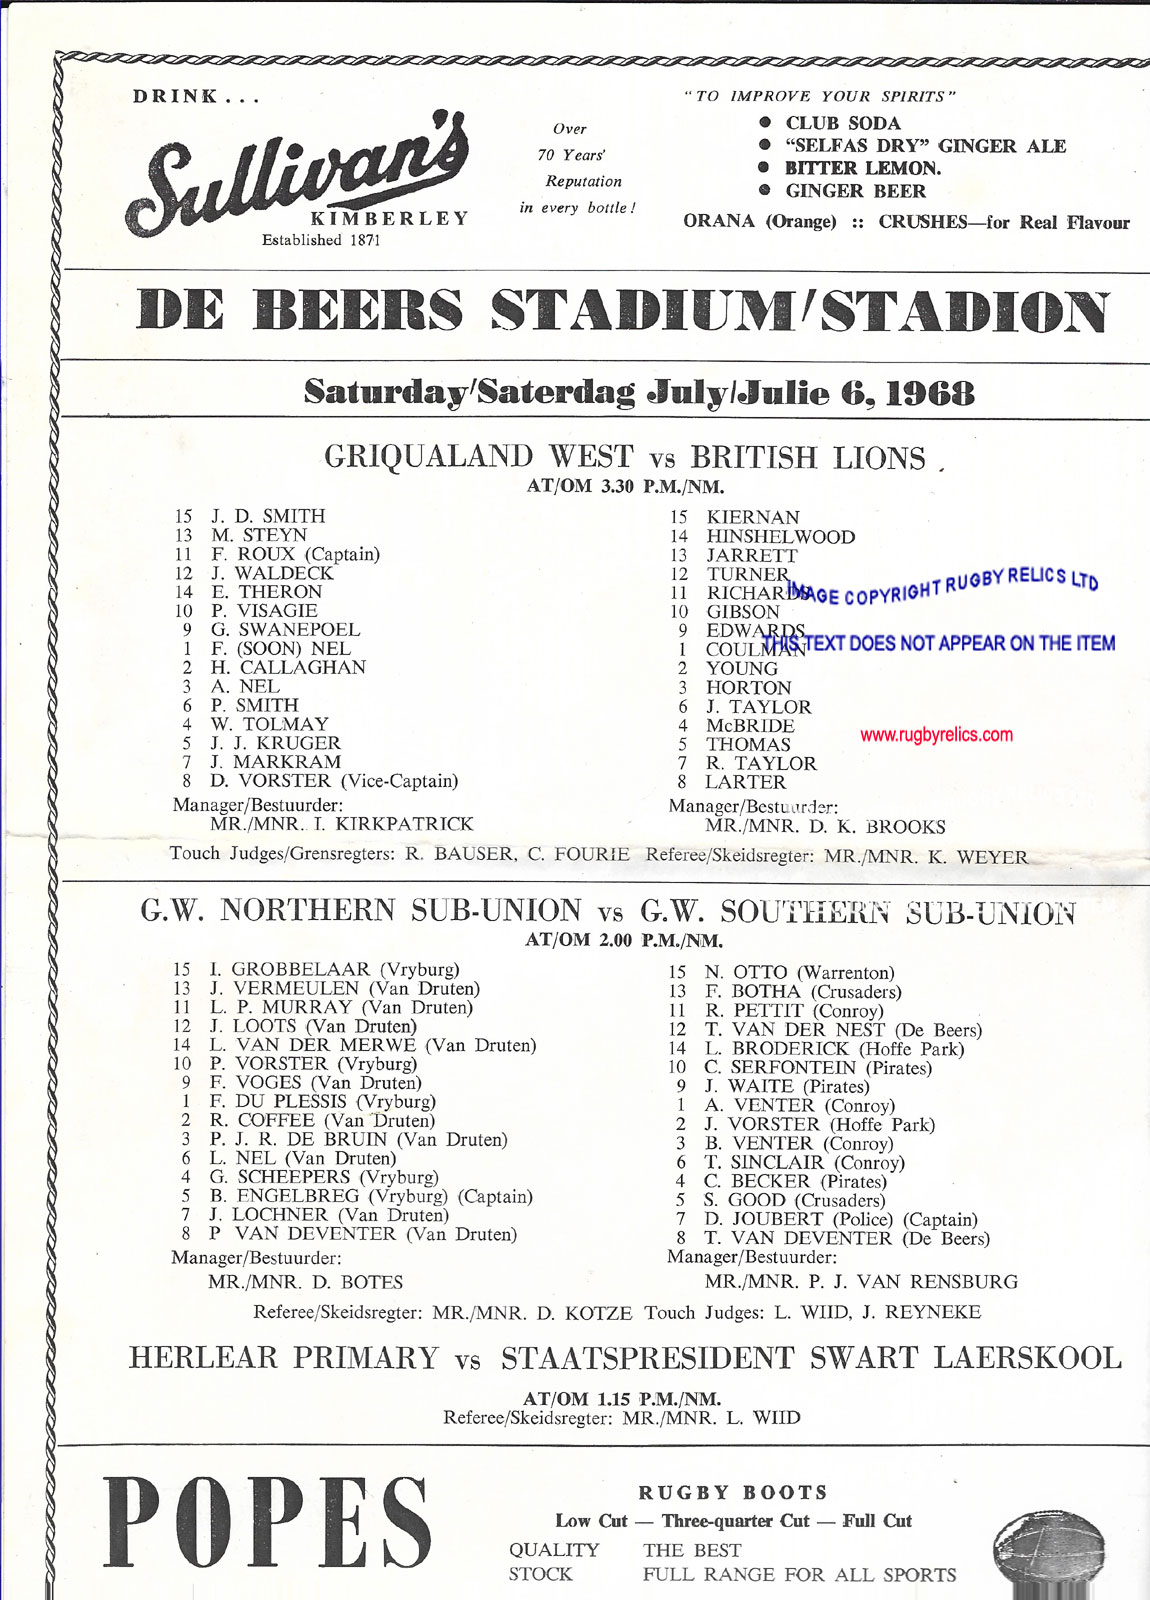 DRINK...
Sullivan's
KIMBERLEY
Established 1871
Over
70 Years'
Reputation
in every bottle!
"TO IMPROVE YOUR SPIRITS"
● CLUB SODA
● "SELFAS DRY" GINGER ALE
● BITTER LEMON.
● GINGER BEER
ORANA (Orange) :: CRUSHES—for Real Flavour
DE BEERS STADIUM/STADION
Saturday/Saterdag July/Julie 6, 1968
GRIQUALAND WEST vs BRITISH LIONS .
AT/OM 3.30 P.M./NM.
15 J. D. SMITH
13 M. STEYN
11 F. ROUX (Captain)
12 J. WALDECK
14 E. THERON
10 P. VISAGIE
9 G. SWANEPOEL
1 F. (SOON) NEL
2 H. CALLAGHAN
3 A. NEL
6 P. SMITH
4 W. TOLMAY
5 J. J. KRUGER
7 J. MARKRAM
8 D. VORSTER (Vice-Captain)
Manager/Bestuurder:
MR./MNR. I. KIRKPATRICK
15 KIERNAN
14 HINSHELWOOD
13 JARRETT
12 TURNER
11 RICHARDS
10 GIBSON
9 EDWARDS
1 COULMAN
2 YOUNG
3 HORTON
6 J. TAYLOR
4 McBRIDE
5 THOMAS
7 R. TAYLOR
8 LARTER
Manager/Bestuurder:
MR./MNR. D. K. BROOKS
IMAGE COPYRIGHT RUGBY RELICS LTD
THIS TEXT DOES NOT APPEAR ON THE ITEM
www.rugbyrelics.com
Touch Judges/Grensregters: R. BAUSER, C. FOURIE Referee/Skeidsregter: MR./MNR. K. WEYER
G.W. NORTHERN SUB-UNION vs G.W. SOUTHERN SUB-UNION
AT/OM 2.00 P.M./NM.
15 I. GROBBELAAR (Vryburg)
13 J. VERMEULEN (Van Druten)
11 L. P. MURRAY (Van Druten)
12 J. LOOTS (Van Druten)
14 L. VAN DER MERWE (Van Druten)
10 P. VORSTER (Vryburg)
9 F. VOGES (Van Druten)
1 F. DU PLESSIS (Vryburg)
2 R. COFFEE (Van Druten)
3 P. J. R. DE BRUIN (Van Druten)
6 L. NEL (Van Druten)
4 G. SCHEEPERS (Vryburg)
5 B. ENGELBREG (Vryburg) (Captain)
7 J. LOCHNER (Van Druten)
8 P VAN DEVENTER (Van Druten)
Manager/Bestuurder:
MR./MNR. D. BOTES
15 N. OTTO (Warrenton)
13 F. BOTHA (Crusaders)
11 R. PETTIT (Conroy)
12 T. VAN DER NEST (De Beers)
14 L. BRODERICK (Hoffe Park)
10 C. SERFONTEIN (Pirates)
9 J. WAITE (Pirates)
1 A. VENTER (Conroy)
2 J. VORSTER (Hoffe Park)
3 B. VENTER (Conroy)
6 T. SINCLAIR (Conroy)
4 C. BECKER (Pirates)
5 S. GOOD (Crusaders)
7 D. JOUBERT (Police) (Captain)
8 T. VAN DEVENTER (De Beers)
Manager/Bestuurder:
MR./MNR. P. J. VAN RENSBURG
Referee/Skeidsregter: MR./MNR. D. KOTZE Touch Judges: L. WIID, J. REYNEKE
HERLEAR PRIMARY vs STAATSPRESIDENT SWART LAERSKOOL
AT/OM 1.15 P.M./NM.
Referee/Skeidsregter: MR./MNR. L. WIID
POPES
RUGBY BOOTS
Low Cut — Three-quarter Cut — Full Cut
QUALITY THE BEST
STOCK FULL RANGE FOR ALL SPORTS